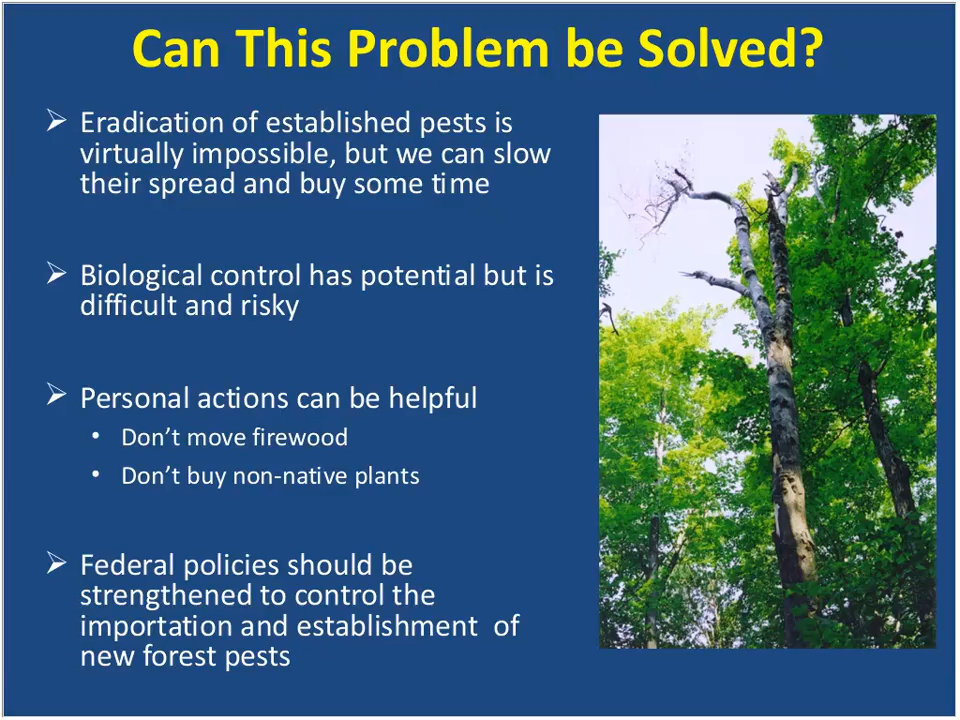 Can This Problem be Solved?
➢ Eradication of established pests is
virtually impossible, but we can slow
their spread and buy some time
➢ Biological control has potential but is
difficult and risky
➢ Personal actions can be helpful
• Don’t move firewood
• Don’t buy non-native plants
➢ Federal policies should be
strengthened to control the
importation and establishment  of
new forest pests